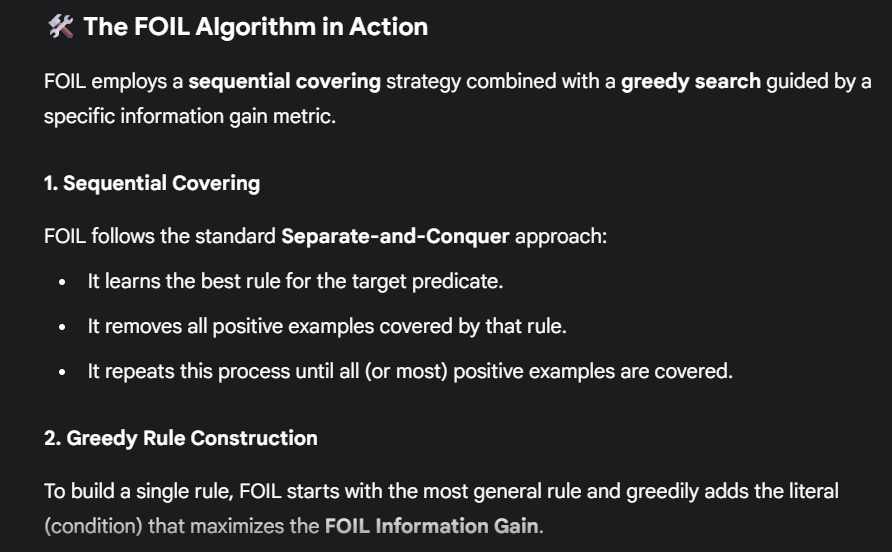 🛠️ The FOIL Algorithm in Action
FOIL employs a sequential covering strategy combined with a greedy search guided by a
specific information gain metric.
1. Sequential Covering
FOIL follows the standard Separate-and-Conquer approach:
• It learns the best rule for the target predicate.
• It removes all positive examples covered by that rule.
• It repeats this process until all (or most) positive examples are covered.
2. Greedy Rule Construction
To build a single rule, FOIL starts with the most general rule and greedily adds the literal
(condition) that maximizes the FOIL Information Gain.